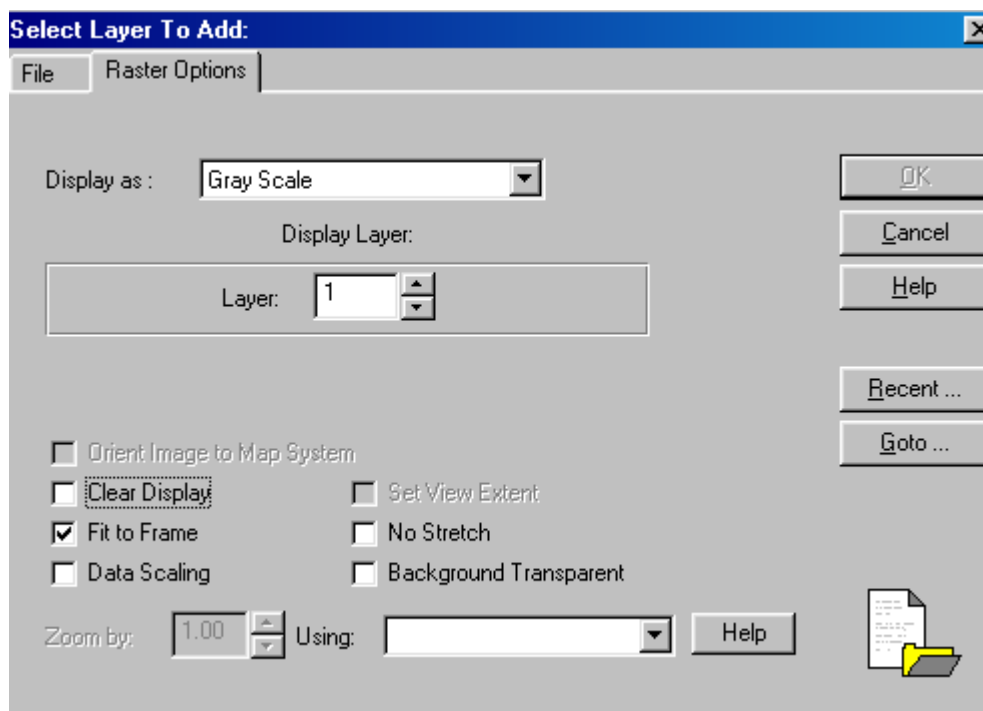 Select Layer To Add:
File
Raster Options
Display as :
Gray Scale
OK
Display Layer:
Cancel
Layer:
1
Help
Recent ...
Goto ...
Orient Image to Map System
Clear Display
Set View Extent
Fit to Frame
No Stretch
Data Scaling
Background Transparent
Zoom by:
1.00
Using:
Help